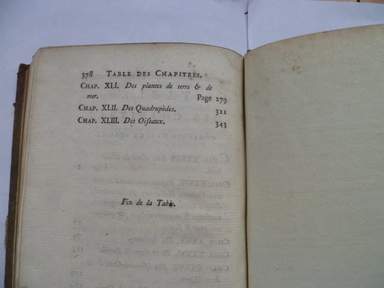 378 TABLE DES CHAPITRES.
CHAP. XLI. Des plantes de terre & de
mer. Page 279
CHAP. XLII. Des Quadrupèdes. 321
CHAP. XLIII. Des Oiseaux. 343
Fin de la Table.